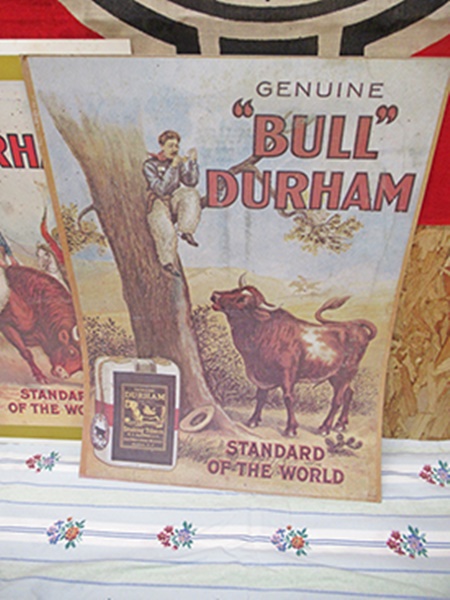 GENUINE
"BULL"
DURHAM
DURHAM
STANDARD
OF THE WORLD
RH
STANDAR
OF THE WO